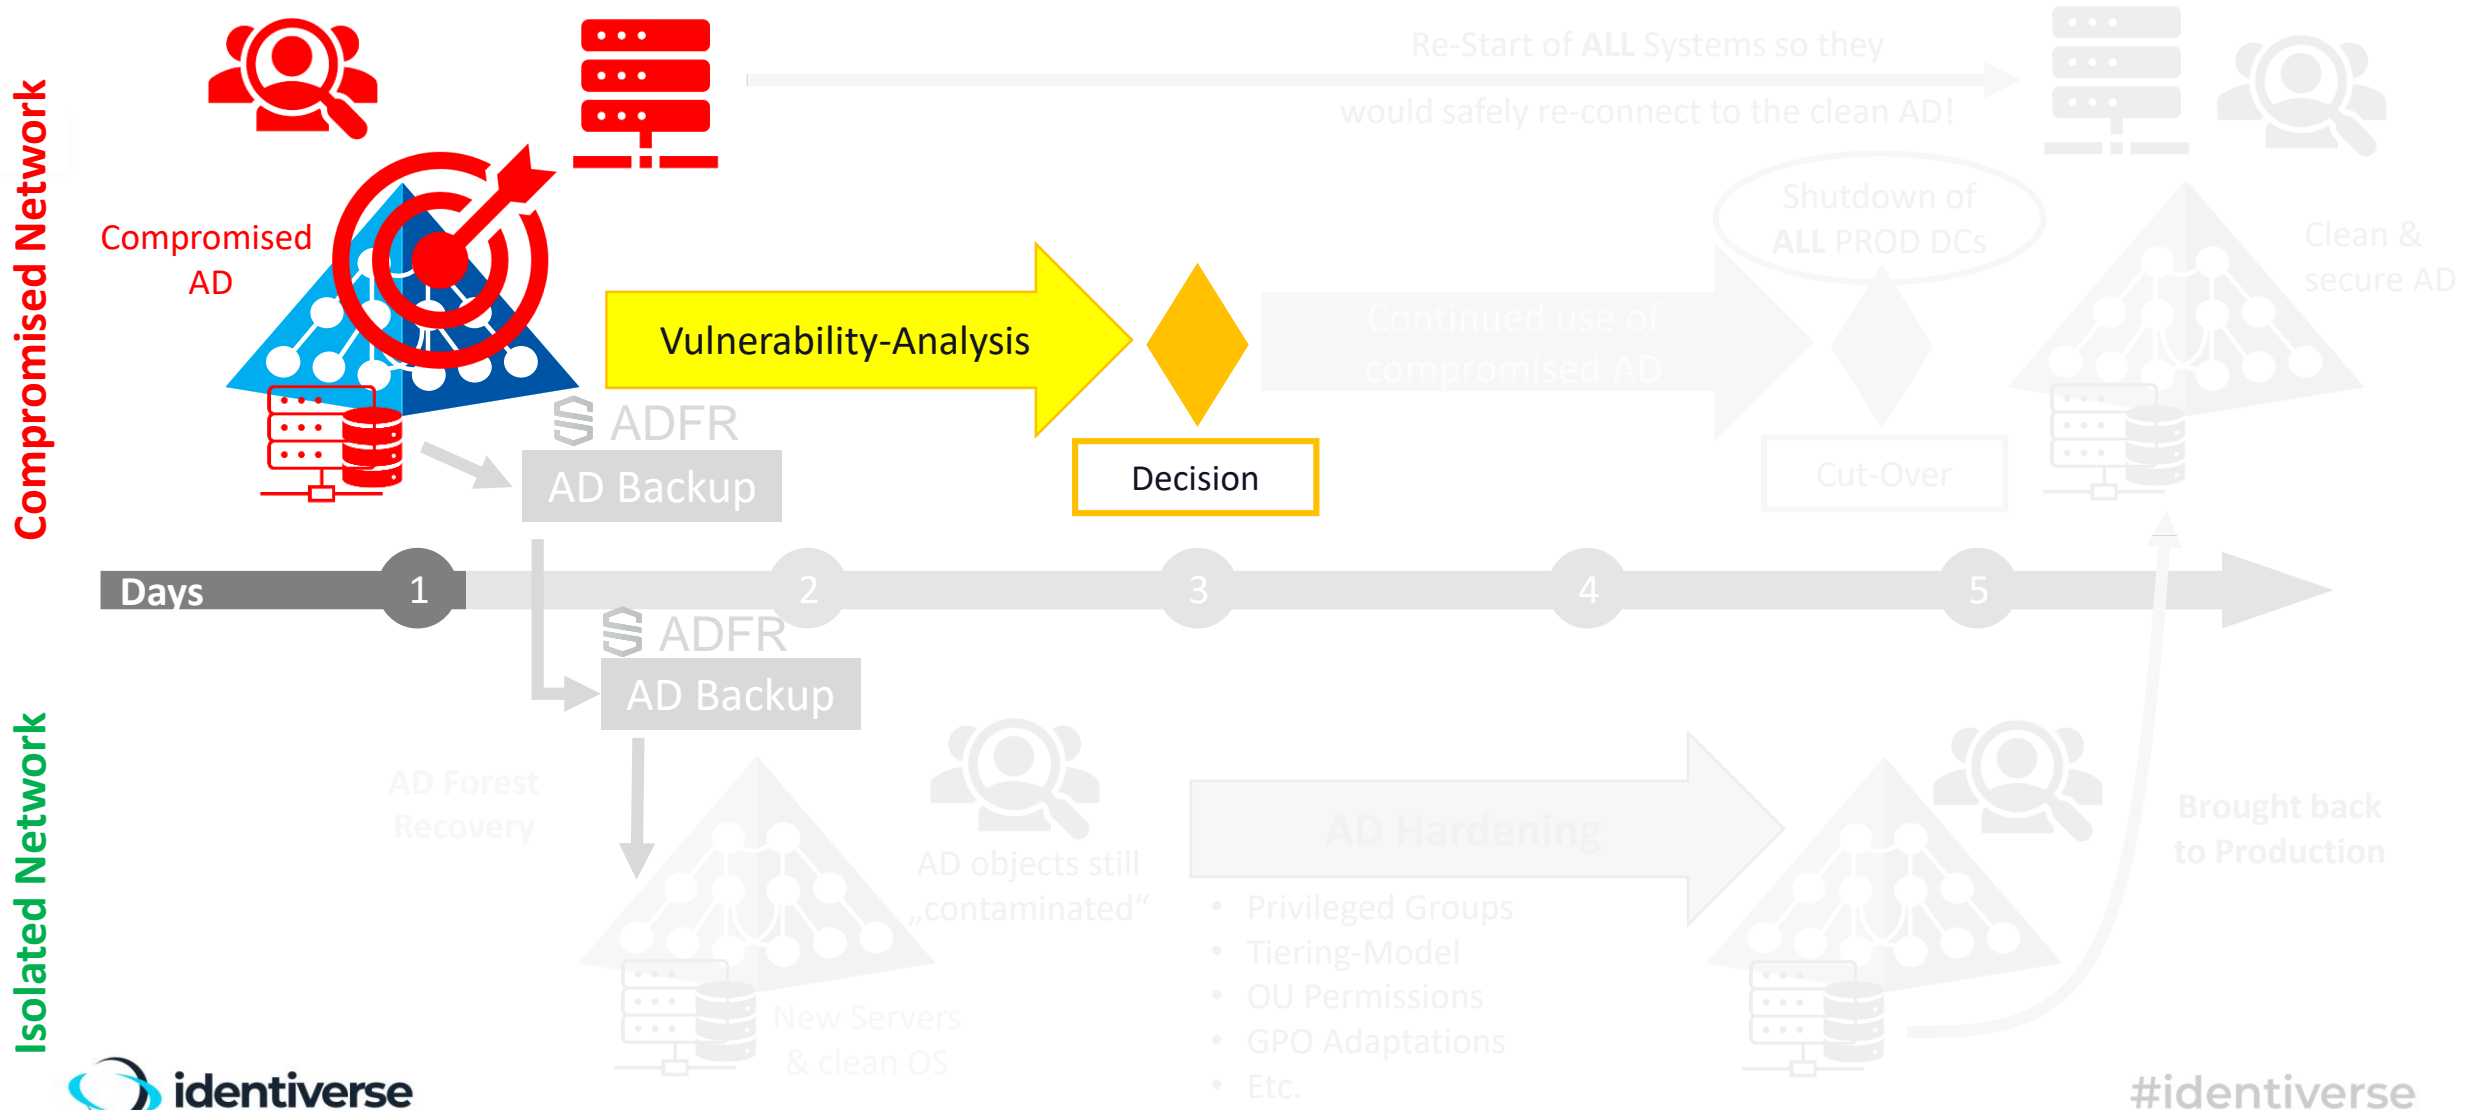 Compromised Network
Re-Start of ALL Systems so they
would safely re-connect to the clean AD!
Compromised
AD
Shutdown of
ALL PROD DCs
Clean &
secure AD
Vulnerability-Analysis
Continued use of
compromised AD
ADFR
AD Backup
Decision
Cut-Over
Days
1
2
3
4
5
ADFR
AD Backup
Isolated Network
AD Forest
Recovery
AD objects still
„contaminated“
New Servers
& clean OS
AD Hardening
• Privileged Groups
• Tiering-Model
• OU Permissions
• GPO Adaptations
• Etc.
Brought back
to Production
identiverse
#identiverse